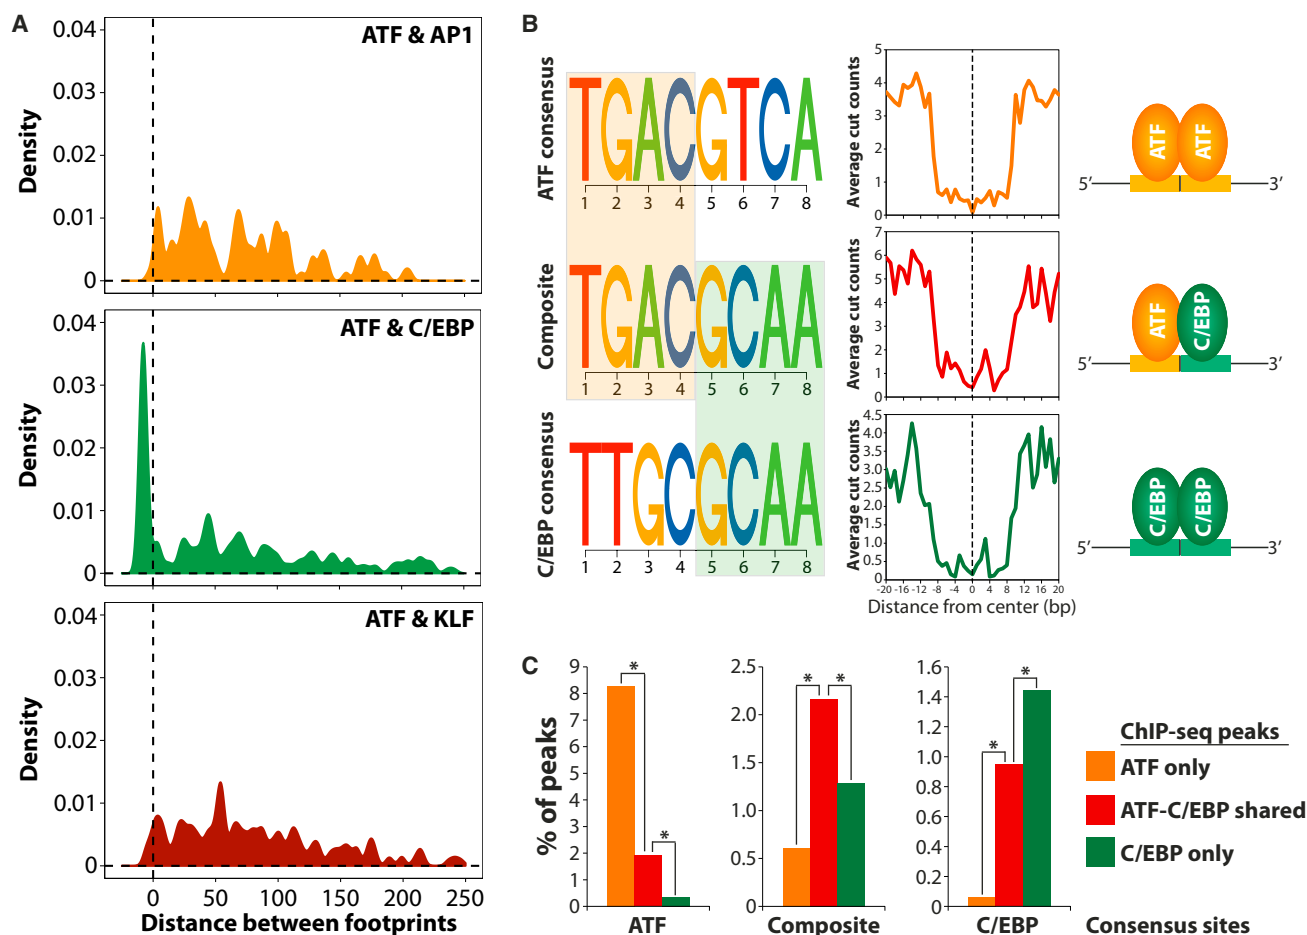 A
ATF & AP1
0.04
0.03
0.02
0.01
0
Density
ATF & C/EBP
0.04
0.03
0.02
0.01
0
Density
ATF & KLF
0.04
0.03
0.02
0.01
0
Density
0 50 100 150 200 250
Distance between footprints
B
ATF consensus
TGACGTCA
1 2 3 4 5 6 7 8
Composite
TGACGCAA
1 2 3 4 5 6 7 8
C/EBP consensus
TTGCGCAA
1 2 3 4 5 6 7 8
Average cut counts
5
4
3
2
1
0
Average cut counts
7
6
5
4
3
2
1
0
Average cut counts
4.5
4.0
3.5
3.0
2.5
2.0
1.5
1.0
0.5
0
-20 -16 -12 -8 -4 0 4 8 12 16 20
Distance from center (bp)
ATF ATF
5′ 3′
ATF C/EBP
5′ 3′
C/EBP C/EBP
5′ 3′
C
% of peaks
9
8
7
6
5
4
3
2
1
0
* *
ATF
2.5
2.0
1.5
1.0
0.5
0
* *
Composite
1.6
1.4
1.2
1.0
0.8
0.6
0.4
0.2
0
* *
C/EBP
ChIP-seq peaks
ATF only
ATF-C/EBP shared
C/EBP only
Consensus sites